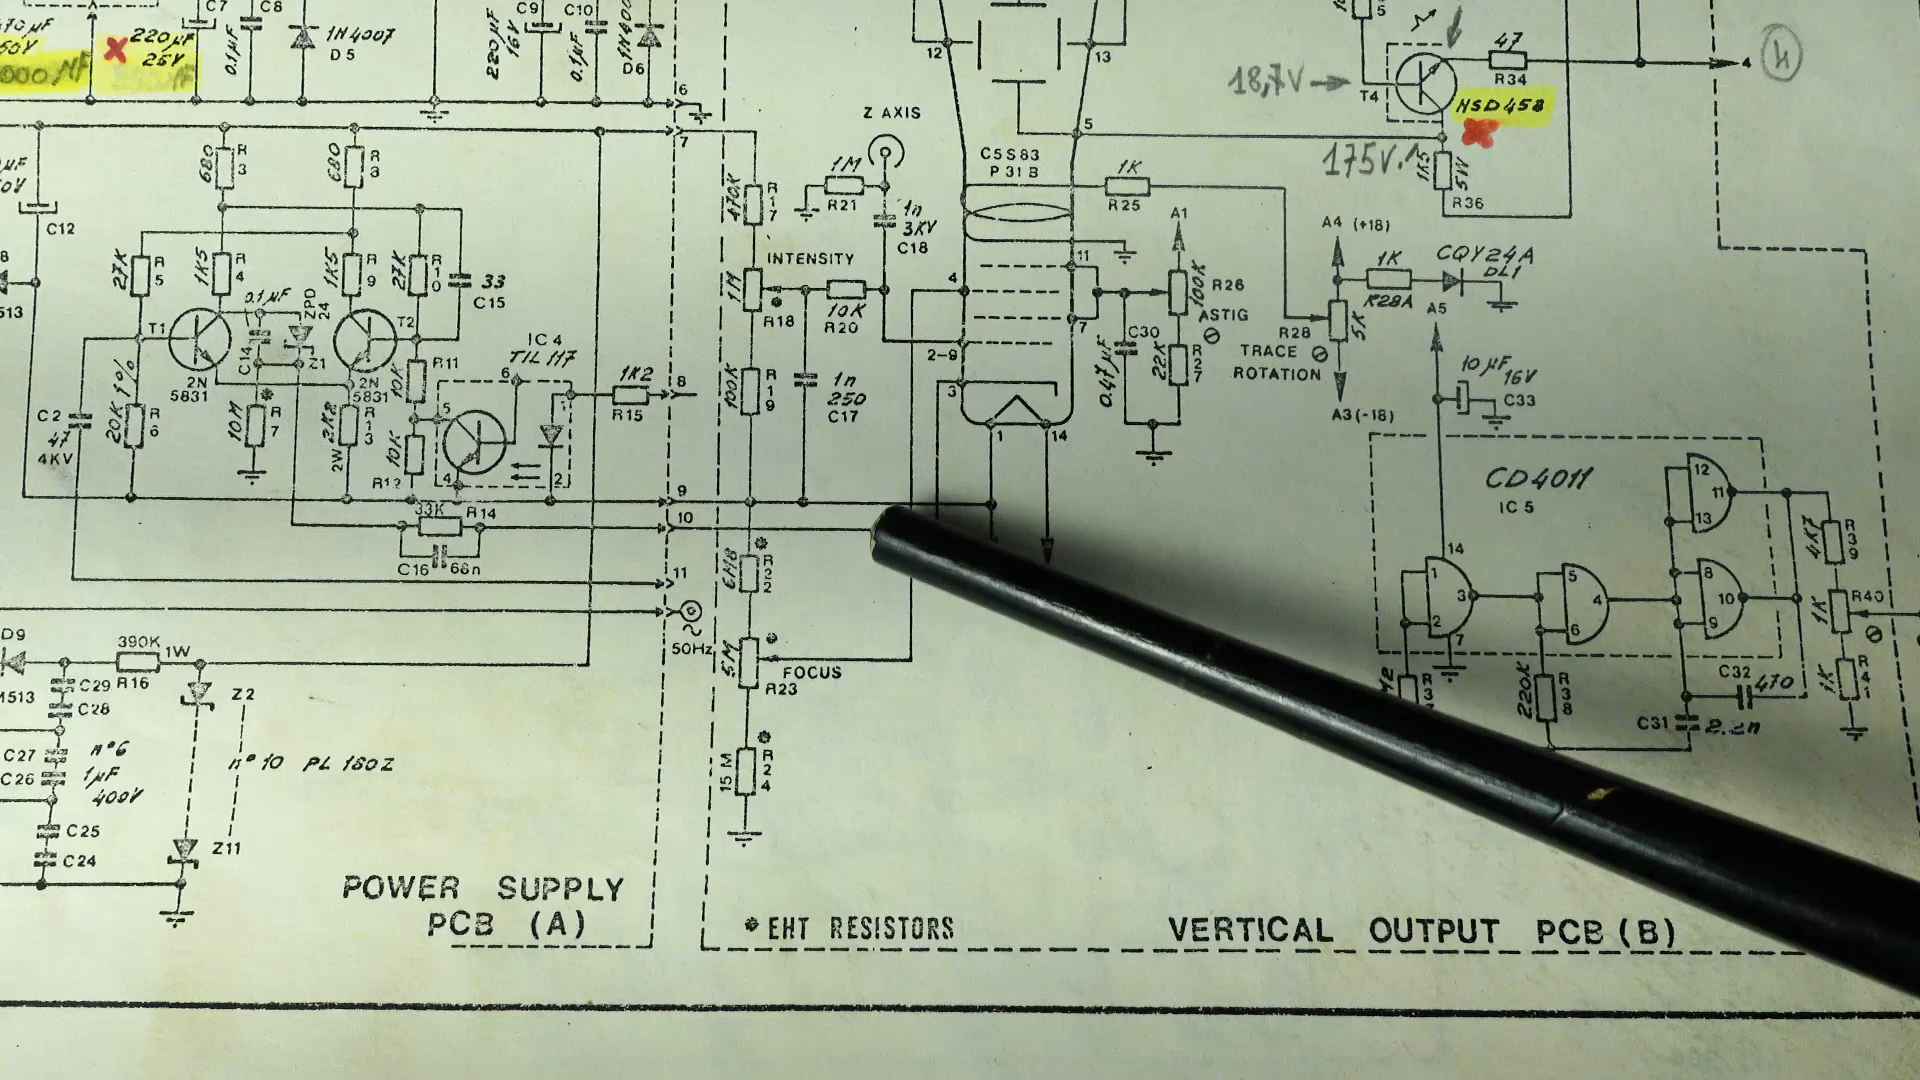 C7
C8
220µF
25V
0.1µF
1N4007
D5
220µF
16V
C9
C10
0.1µF
D6
6
7
12
13
5
47
R34
4
18,7V
T4
HSD458
175V.
1K5
5W
R36
Z AXIS
C5S83
P31B
1M
R21
1n
3KV
C18
1K
R25
680
R3
680
R8
C12
27K
R5
1K5
R4
1K5
R9
27K
R10
33
C15
0.1µF
ZPD
24
T1
T2
C14
Z1
2N
5831
2N
5831
C2
47
4KV
20K 1%
R6
10M
R7
2K2
2W
R13
R11
10K
10K
R12
IC4
TIL 117
6
5
4
2
1K2
R15
8
9
10
11
33K
R14
C16
68n
50Hz
470K
R17
INTENSITY
1M
R18
10K
R20
100K
R19
1n
250
C17
4
2-9
3
1
14
11
7
A1
100K
R26
ASTIG
C30
0.47µF
22K
R27
A4 (+18)
1K
R28A
CQY24A
DL1
R28
5K
TRACE
ROTATION
A3(-18)
A5
10µF
16V
C33
CD4011
IC5
12
11
13
14
1
2
3
7
5
6
4
8
9
10
4K7
R39
1K
R40
1K
R41
220K
R38
C32
470
C31
2.2n
6M8
R22
5M
R23
FOCUS
15M
R24
D9
390K
1W
R16
C29
C28
C27
C26
n°6
1µF
400V
C25
C24
Z2
n°10 PL 180Z
Z11
POWER SUPPLY
PCB (A)
* EHT RESISTORS
VERTICAL OUTPUT PCB (B)